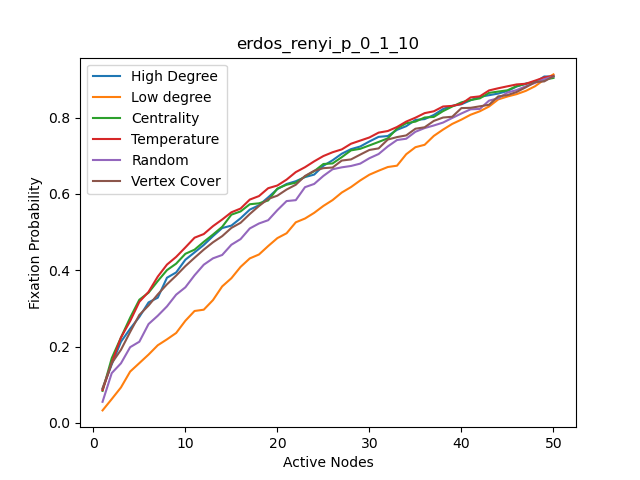 erdos_renyi_p_0_1_10
High Degree
Low degree
Centrality
Temperature
Random
Vertex Cover
Fixation Probability
0.8
0.6
0.4
0.2
0.0
0 10 20 30 40 50
Active Nodes